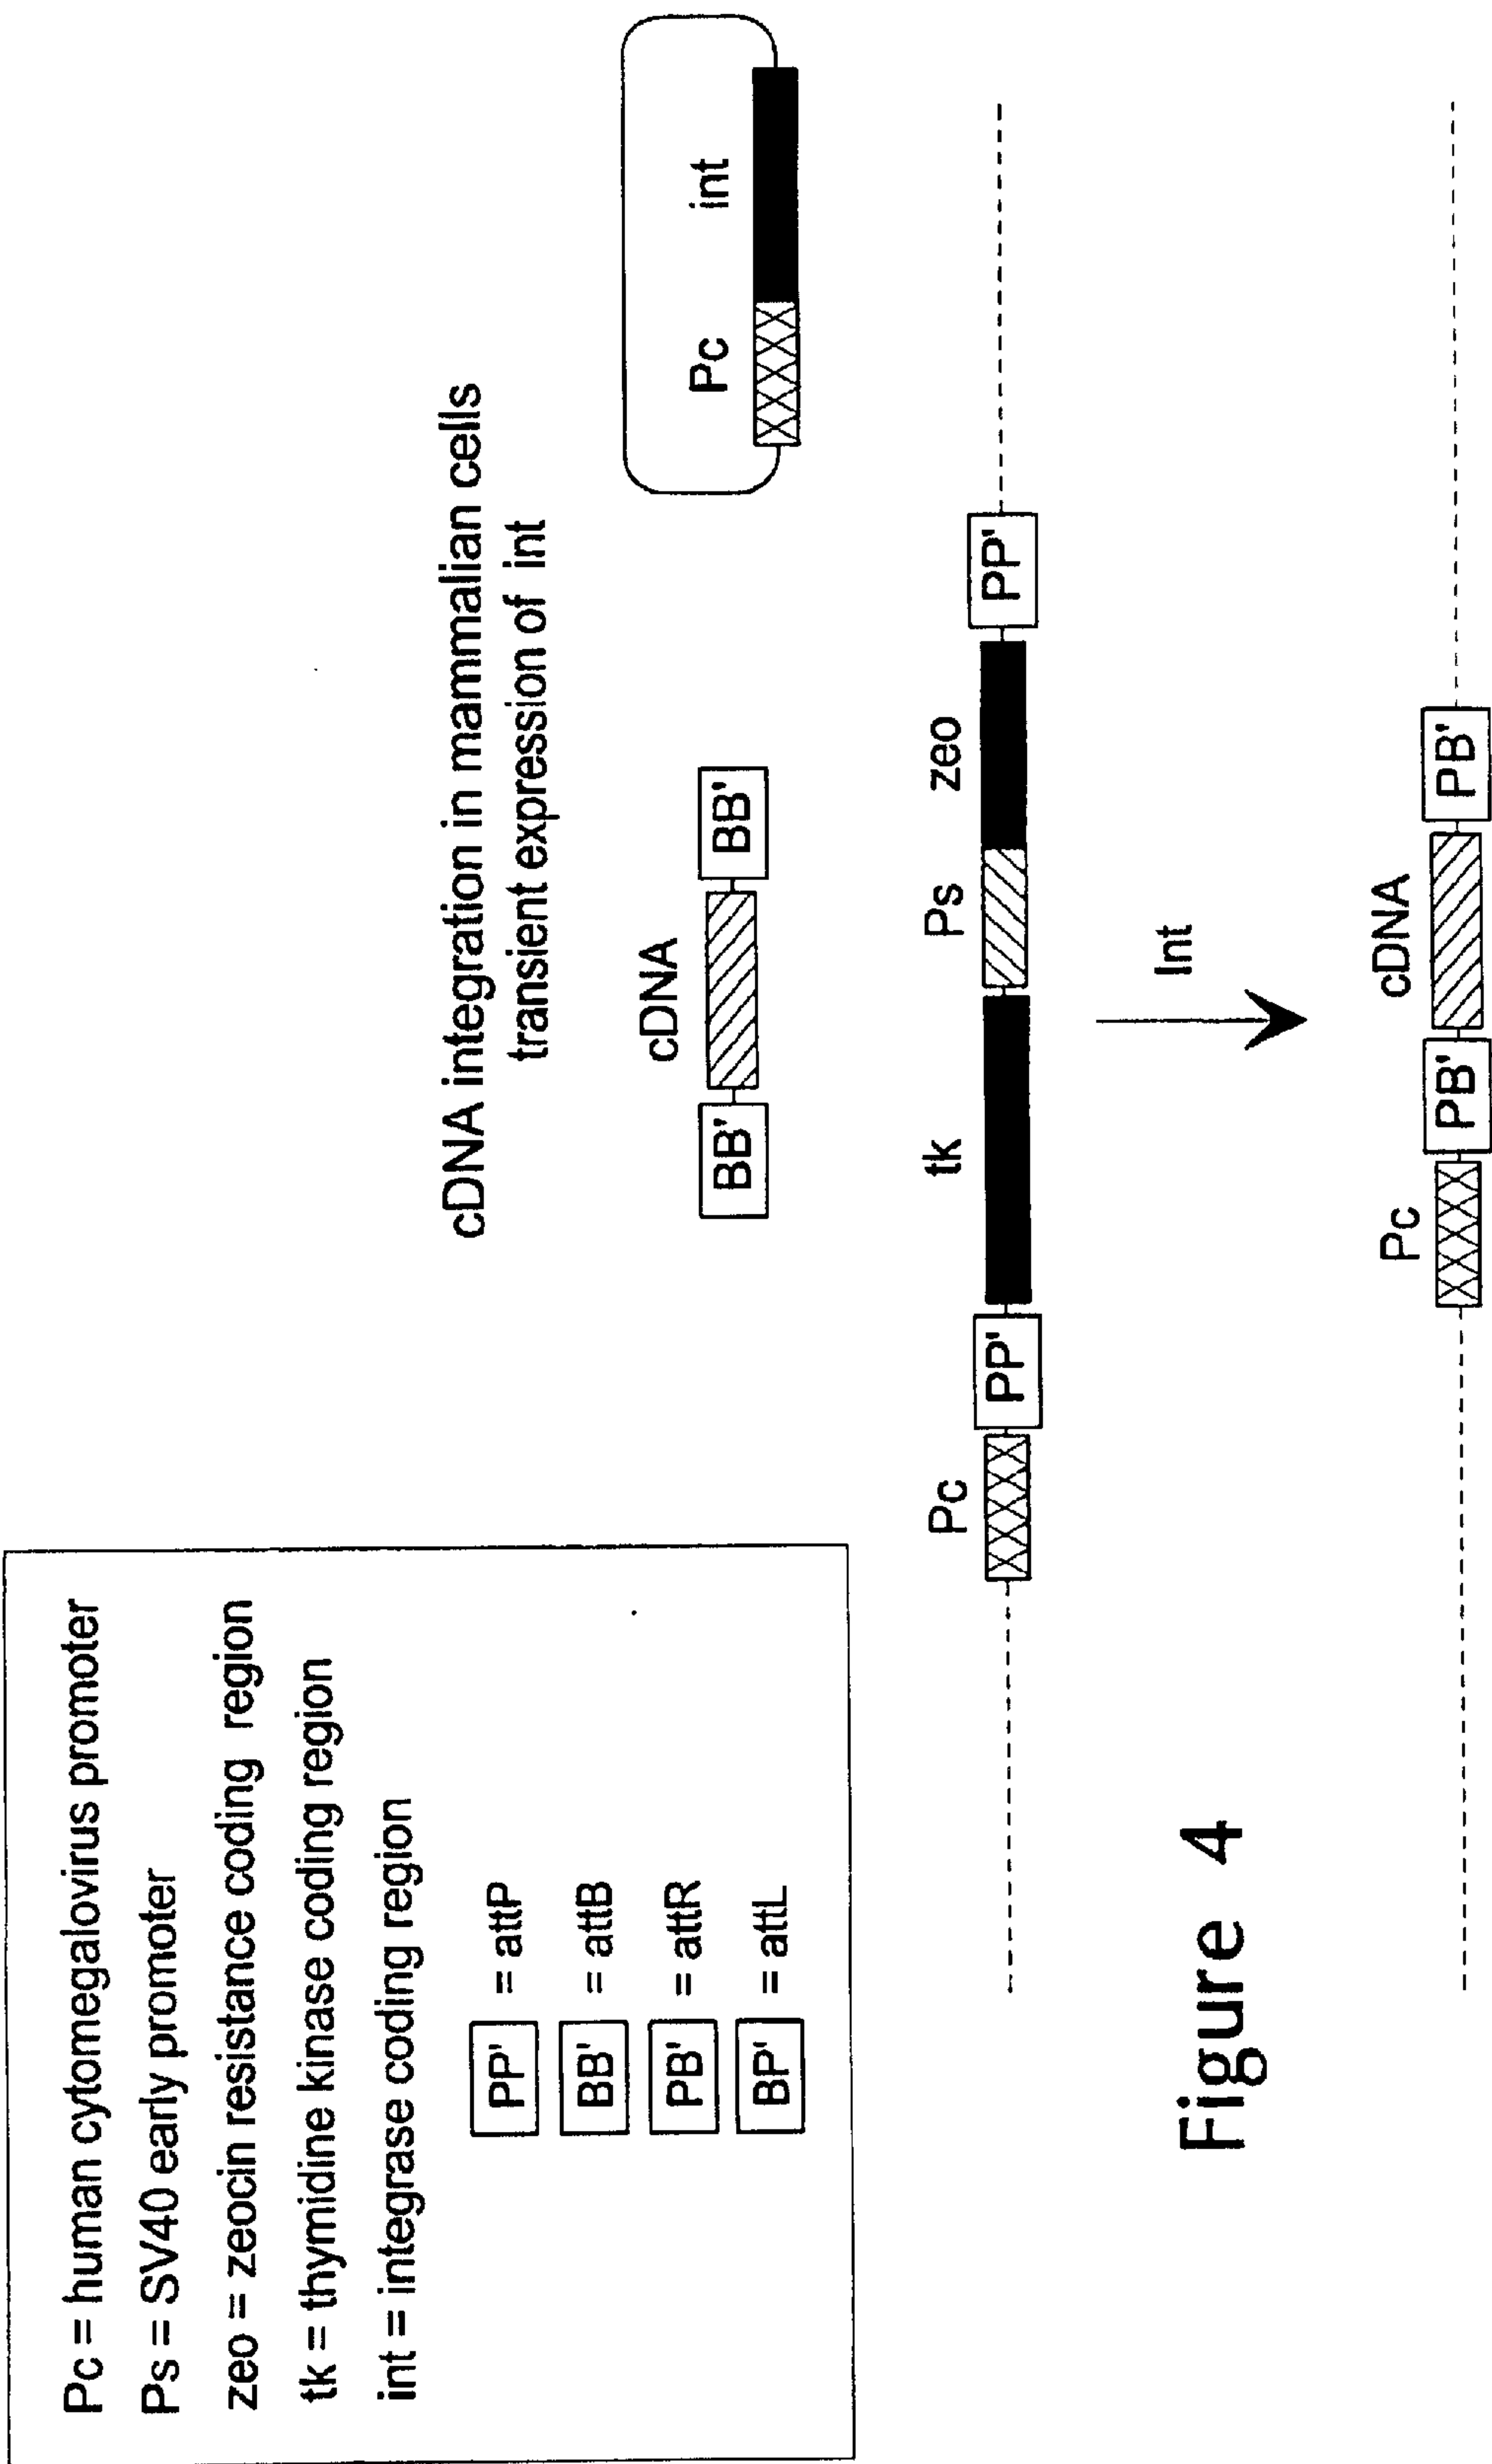 Pc = human cytomegalovirus promoter
Ps = SV40 early promoter
zeo = zeocin resistance coding region
tk = thymidine kinase coding region
int = integrase coding region
PP' = attP
BB' = attB
PB' = attR
BP' = attL
cDNA integration in mammalian cells
transient expression of int
cDNA
BB' BB'
Pc int
Pc tk Ps zeo
PP' PP'
Int
Pc cDNA
PB' PB'
Figure 4